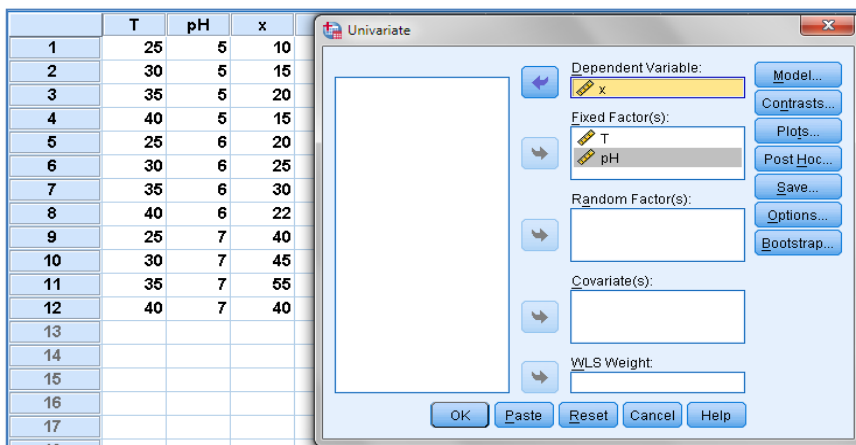 T pH x
1 25 5 10
2 30 5 15
3 35 5 20
4 40 5 15
5 25 6 20
6 30 6 25
7 35 6 30
8 40 6 22
9 25 7 40
10 30 7 45
11 35 7 55
12 40 7 40
13
14
15
16
17
Univariate
Dependent Variable:
x
Fixed Factor(s):
T
pH
Random Factor(s):
Covariate(s):
WLS Weight:
Model...
Contrasts...
Plots...
Post Hoc...
Save...
Options...
Bootstrap...
OK Paste Reset Cancel Help